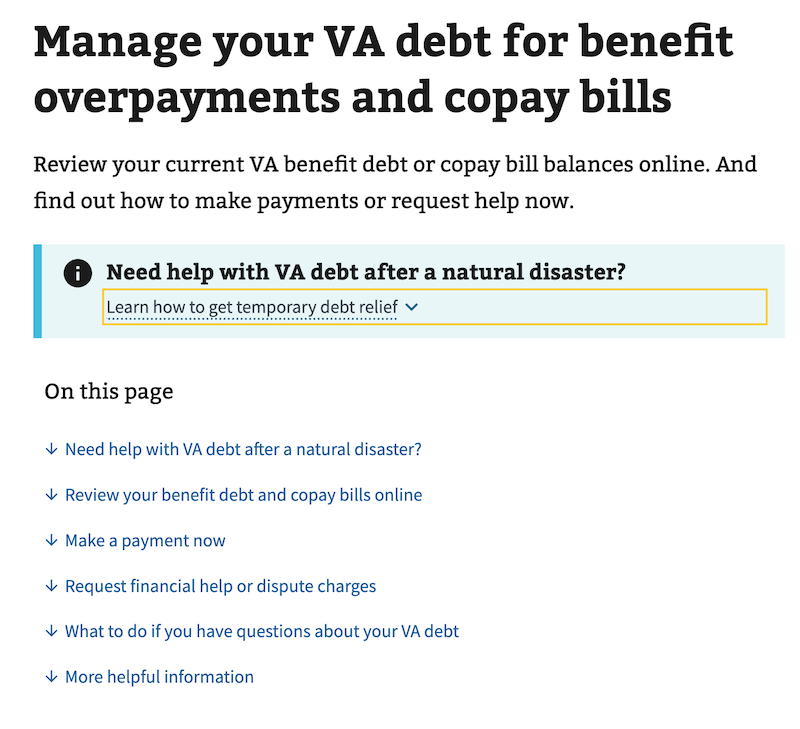 Manage your VA debt for benefit
overpayments and copay bills
Review your current VA benefit debt or copay bill balances online. And
find out how to make payments or request help now.
Need help with VA debt after a natural disaster?
Learn how to get temporary debt relief
On this page
Need help with VA debt after a natural disaster?
Review your benefit debt and copay bills online
Make a payment now
Request financial help or dispute charges
What to do if you have questions about your VA debt
More helpful information